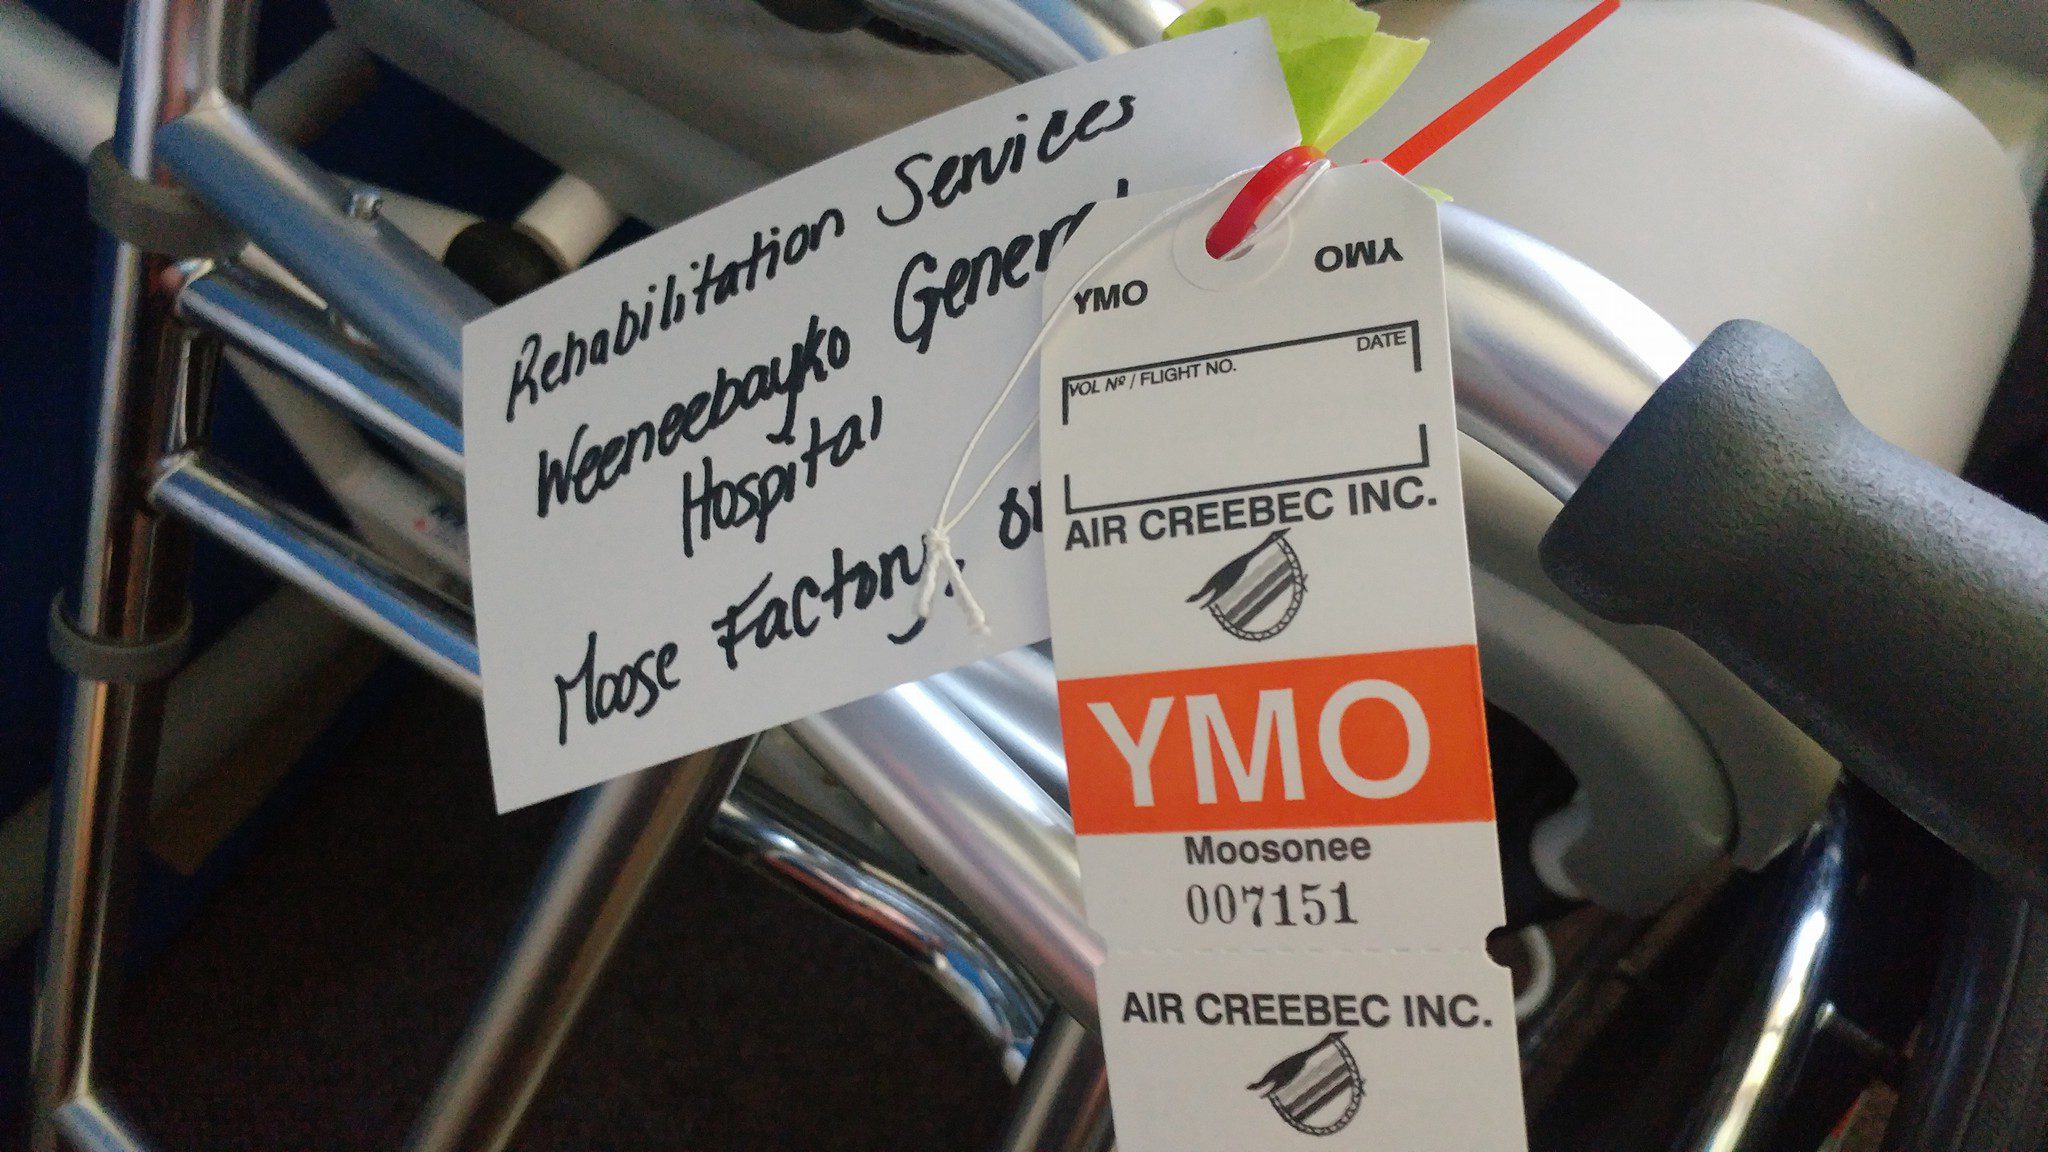 Rehabilitation Services
Weeneebayko General
Hospital
Moose Factory, ON
YMO
YMO
DATE
VOL Nº / FLIGHT NO.
AIR CREEBEC INC.
YMO
Moosonee
007151
AIR CREEBEC INC.